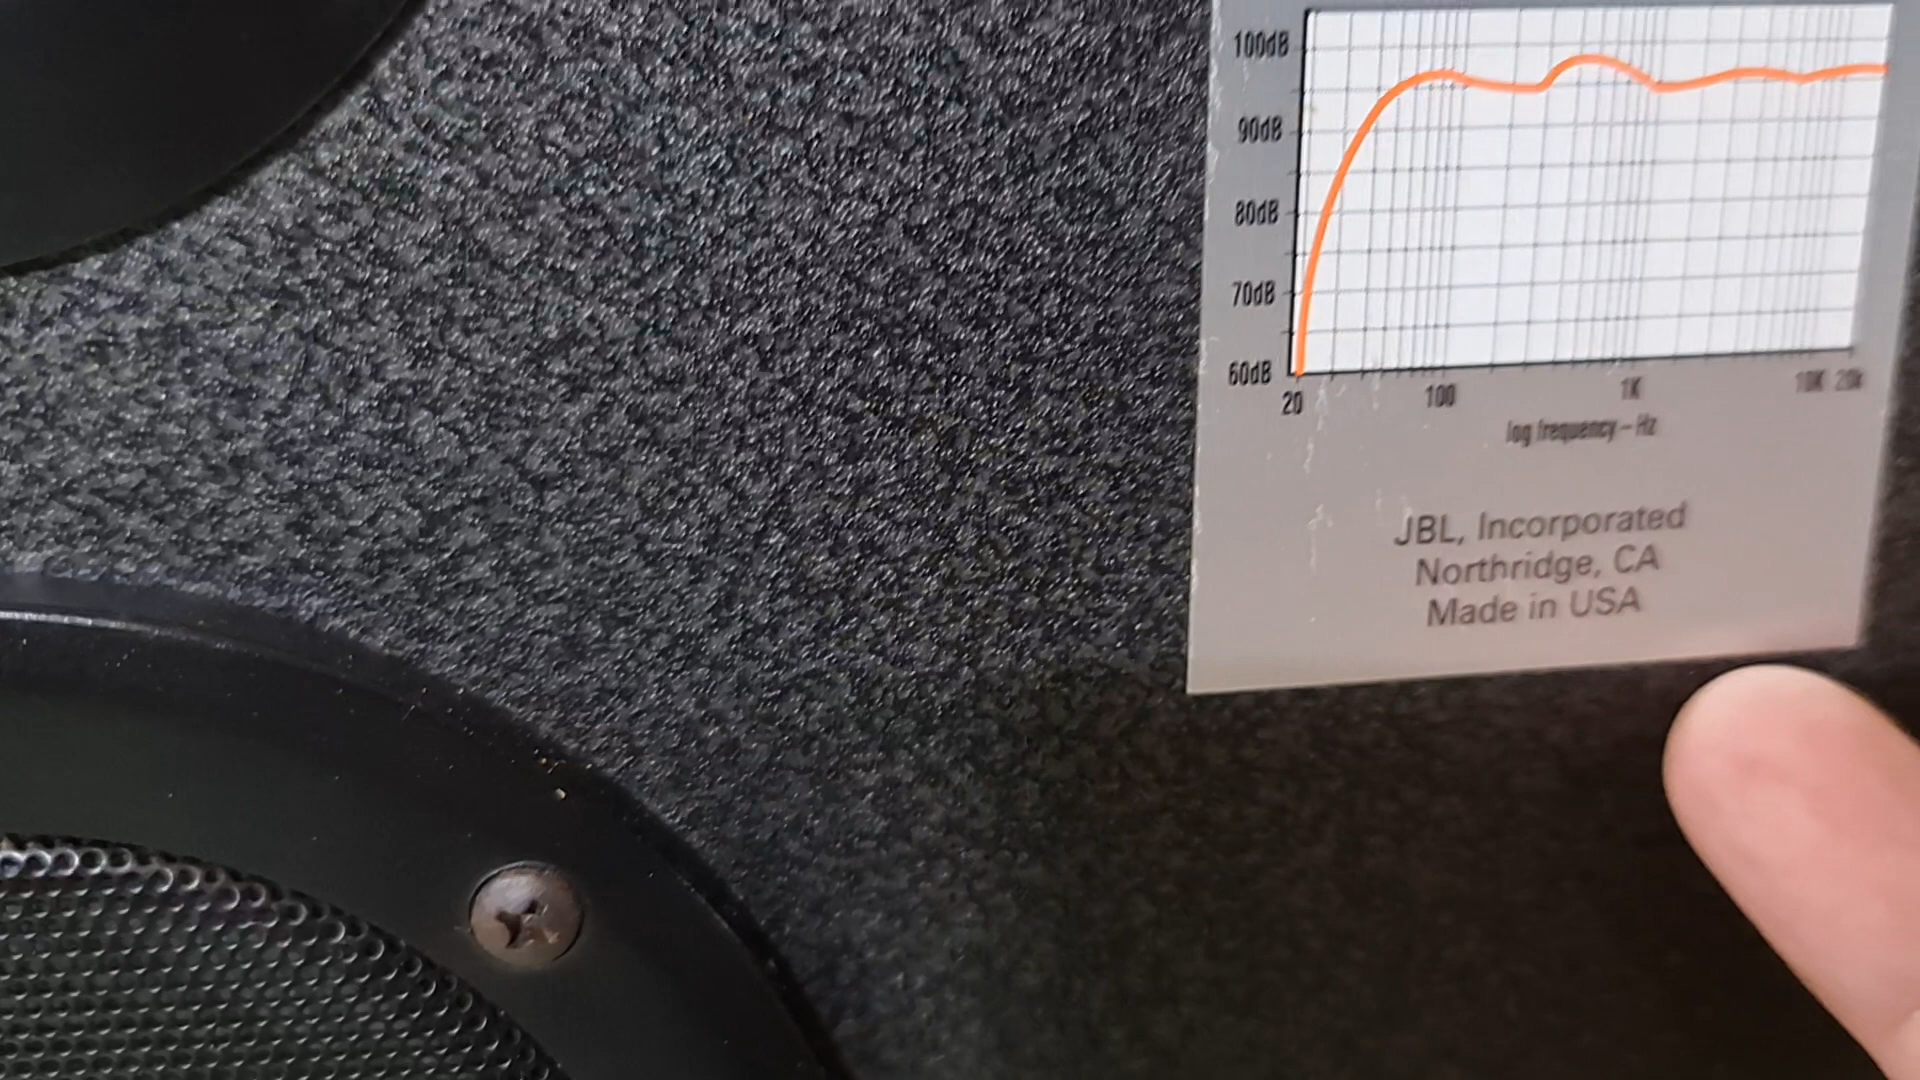 100dB
90dB
80dB
70dB
60dB
20 100 1K 10K 20k
log frequency – Hz
JBL, Incorporated
Northridge, CA
Made in USA